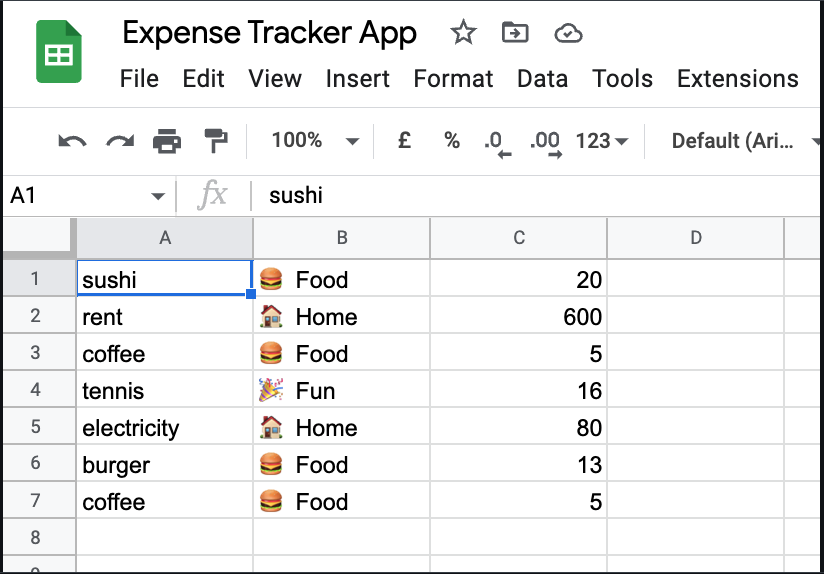 Expense Tracker App
File Edit View Insert Format Data Tools Extensions
100% £ % .0 .00 123 Default (Ari...
A1 fx sushi
A B C D
1 sushi 🍔 Food 20
2 rent 🏠 Home 600
3 coffee 🍔 Food 5
4 tennis 🎉 Fun 16
5 electricity 🏠 Home 80
6 burger 🍔 Food 13
7 coffee 🍔 Food 5
8